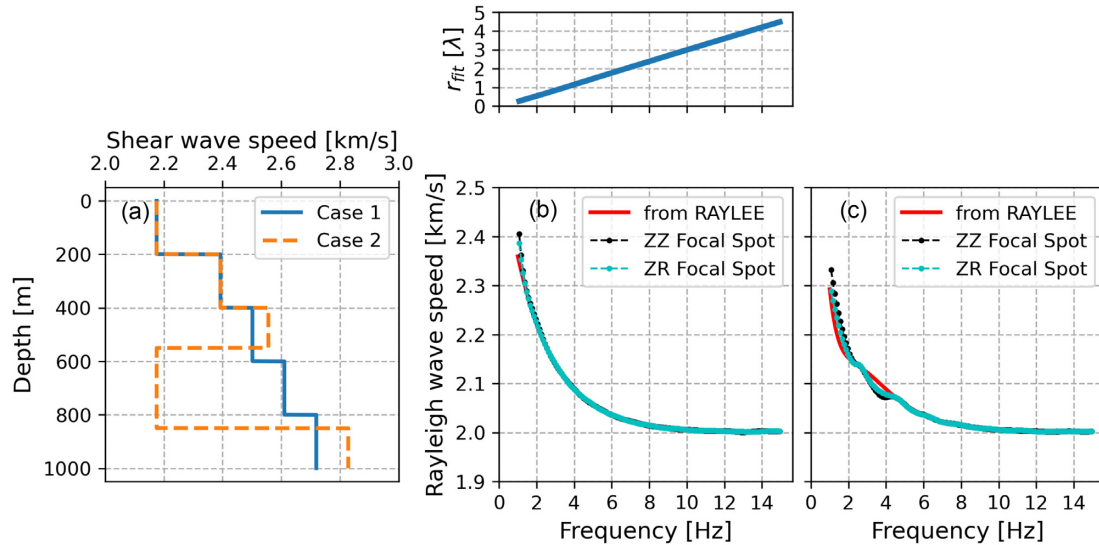 5
4
3
2
1
0
r_fit [λ]
Shear wave speed [km/s]
2.0 2.2 2.4 2.6 2.8 3.0
0
200
400
600
800
1000
Depth [m]
(a)
Case 1
Case 2
2.5
2.4
2.3
2.2
2.1
2.0
1.9
Rayleigh wave speed [km/s]
(b)
from RAYLEE
ZZ Focal Spot
ZR Focal Spot
0 2 4 6 8 10 12 14
Frequency [Hz]
(c)
from RAYLEE
ZZ Focal Spot
ZR Focal Spot
0 2 4 6 8 10 12 14
Frequency [Hz]